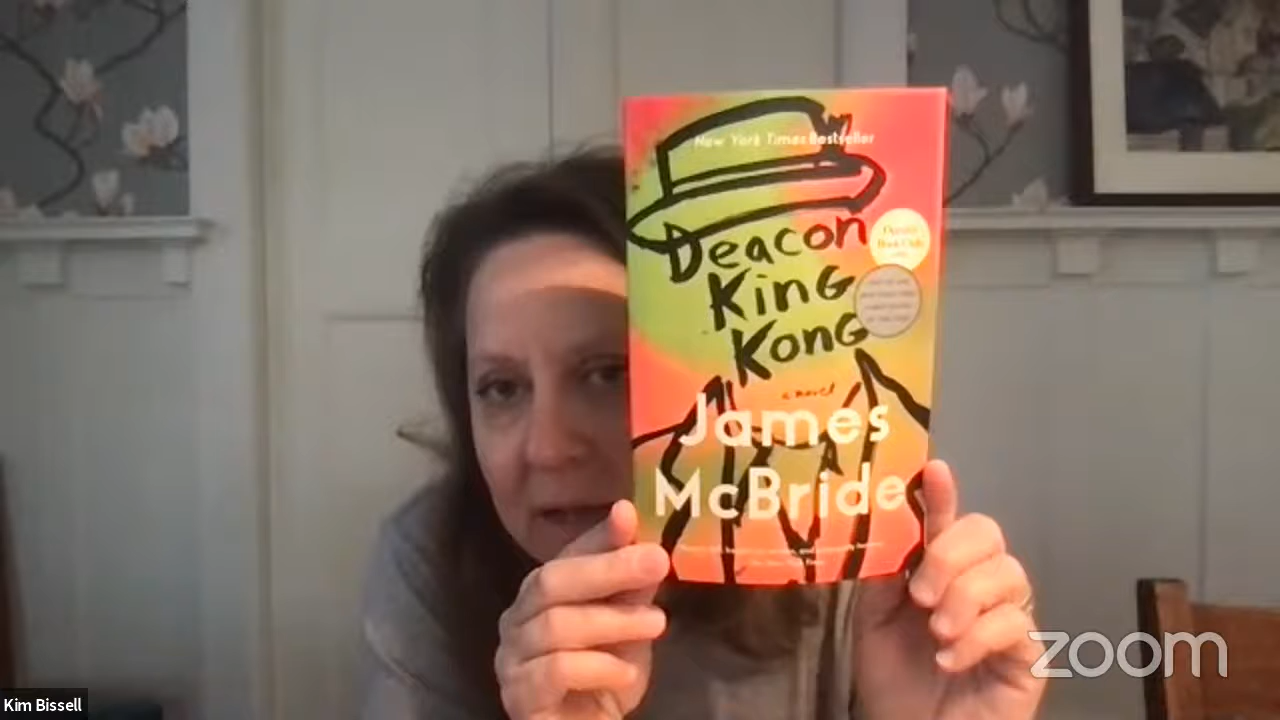 New York Times Bestseller
Deacon
King
Kong
a novel
James
McBride
zoom
Kim Bissell